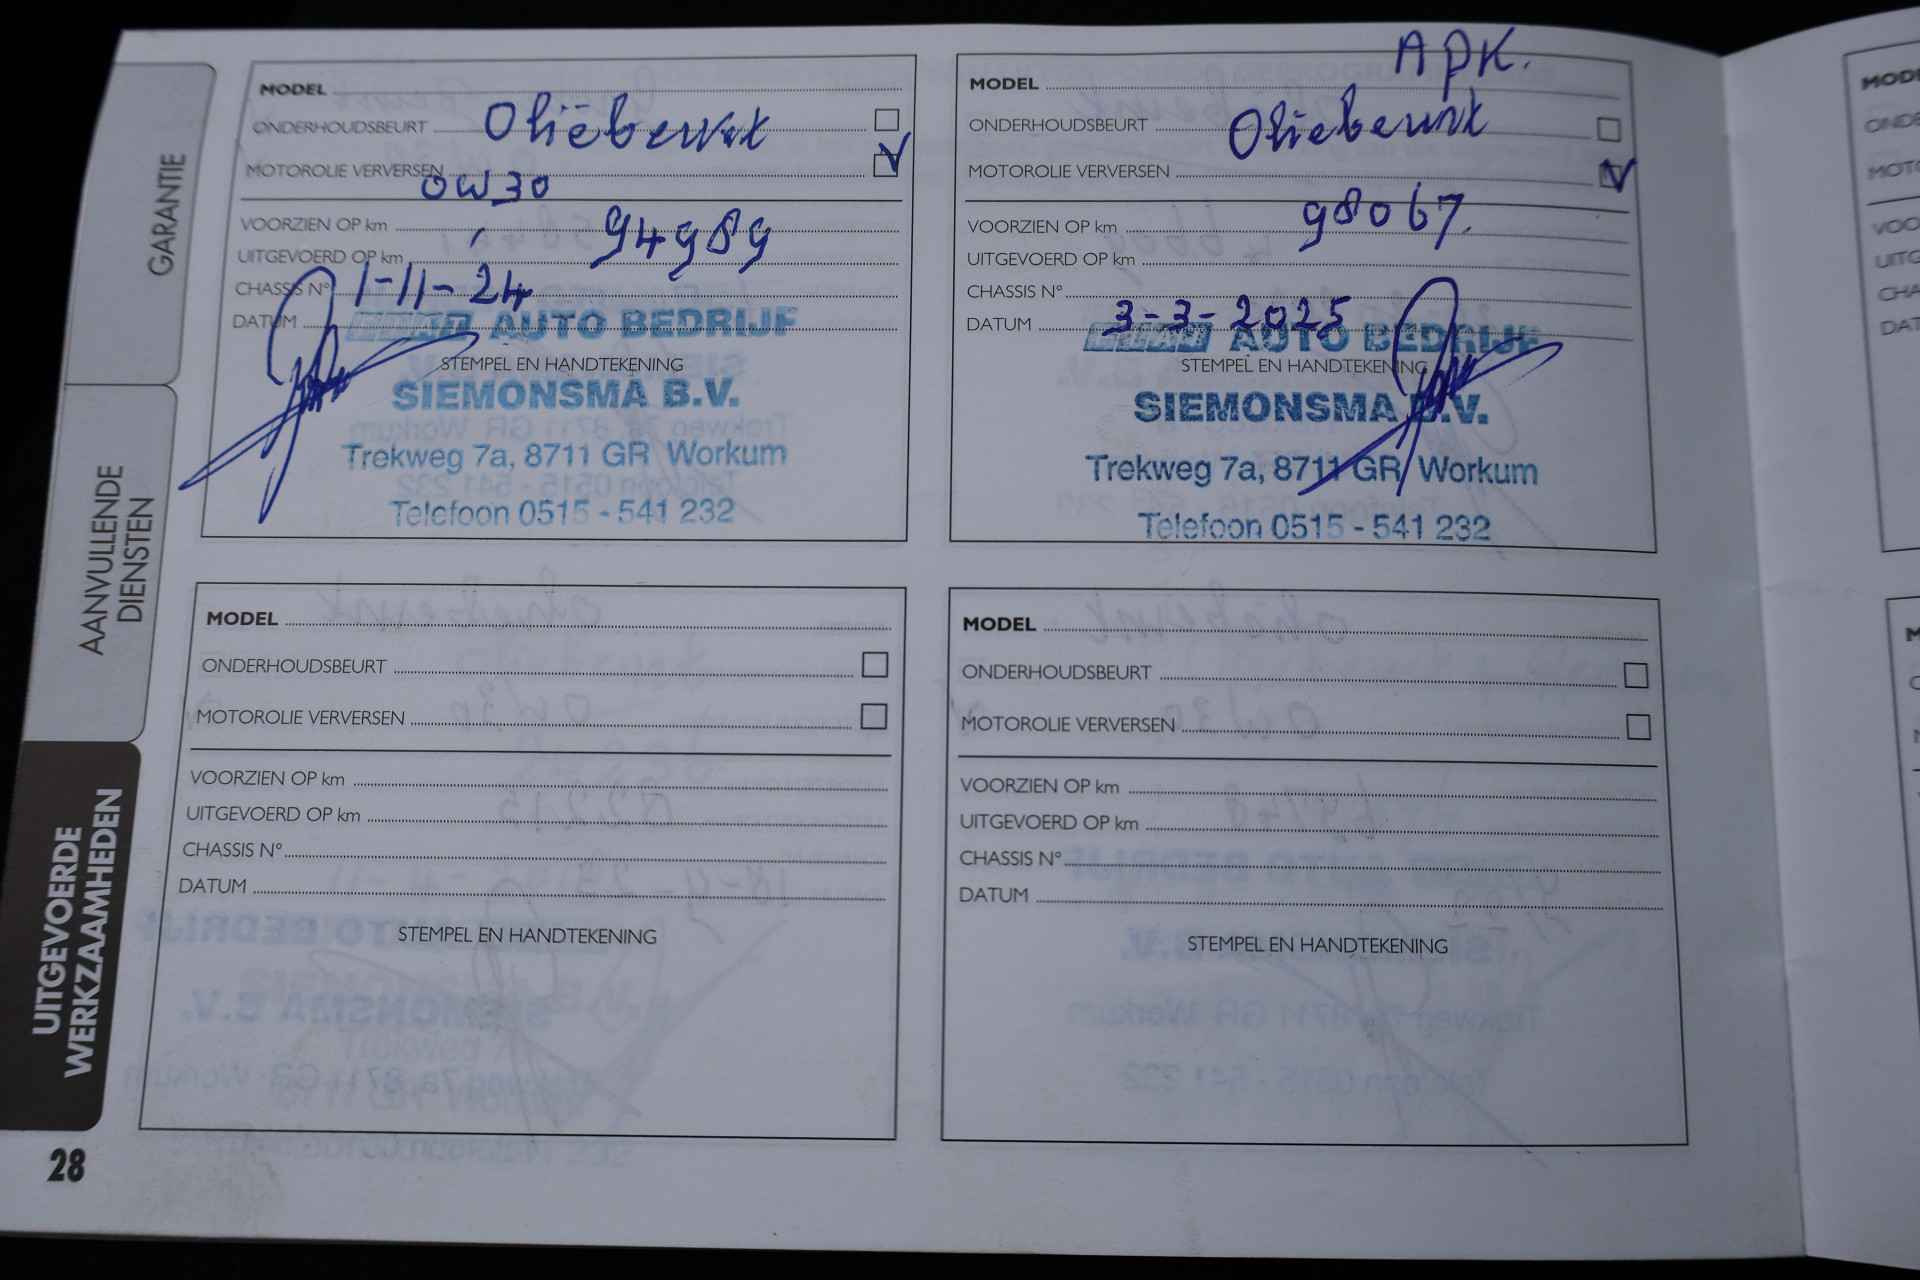 GARANTIE
AANVULLENDE
DIENSTEN
UITGEVOERDE
WERKZAAMHEDEN
28
MODEL
ONDERHOUDSBEURT Oliebeurt
MOTOROLIE VERVERSEN V
0W30
VOORZIEN OP km
UITGEVOERD OP km 94989
CHASSIS N° 1-11-24
DATUM
AUTO BEDRIJF
STEMPEL EN HANDTEKENING
SIEMONSMA B.V.
Trekweg 7a, 8711 GR Workum
Telefoon 0515 - 541 232
APK.
MODEL
ONDERHOUDSBEURT Oliebeurt
MOTOROLIE VERVERSEN V
VOORZIEN OP km 98067.
UITGEVOERD OP km
CHASSIS N°
DATUM 3-3-2025
AUTO BEDRIJF
STEMPEL EN HANDTEKENING
SIEMONSMA B.V.
Trekweg 7a, 8711 GR Workum
Telefoon 0515 - 541 232
MODEL
ONDERHOUDSBEURT
MOTOROLIE VERVERSEN
VOORZIEN OP km
UITGEVOERD OP km
CHASSIS N°
DATUM
STEMPEL EN HANDTEKENING
MODEL
ONDERHOUDSBEURT
MOTOROLIE VERVERSEN
VOORZIEN OP km
UITGEVOERD OP km
CHASSIS N°
DATUM
STEMPEL EN HANDTEKENING